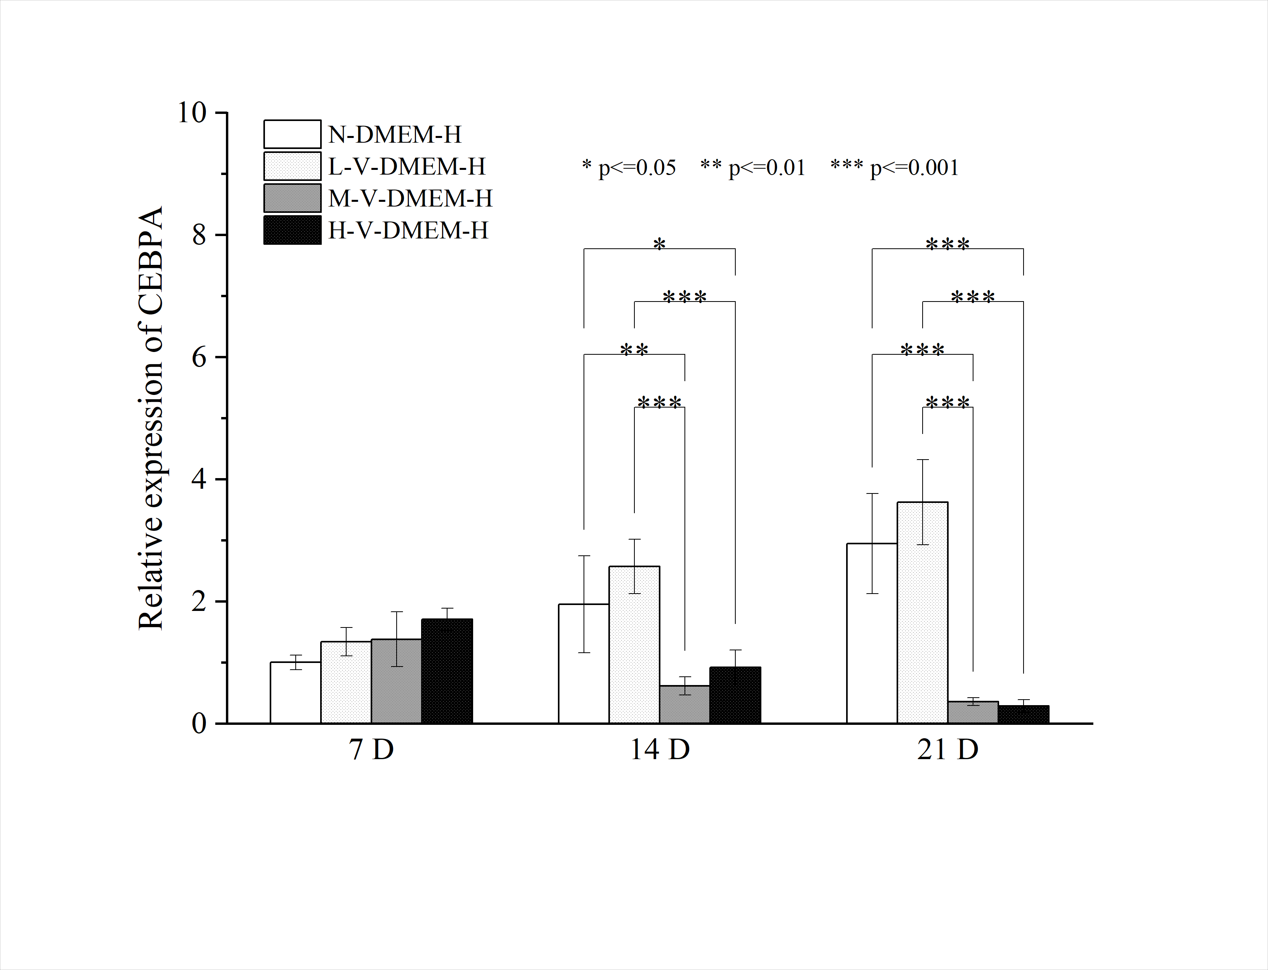 10
8
6
4
2
0
Relative expression of CEBPA
N-DMEM-H
L-V-DMEM-H
M-V-DMEM-H
H-V-DMEM-H
* p<=0.05 ** p<=0.01 *** p<=0.001
* ***
*** ***
** ***
*** ***
7 D 14 D 21 D